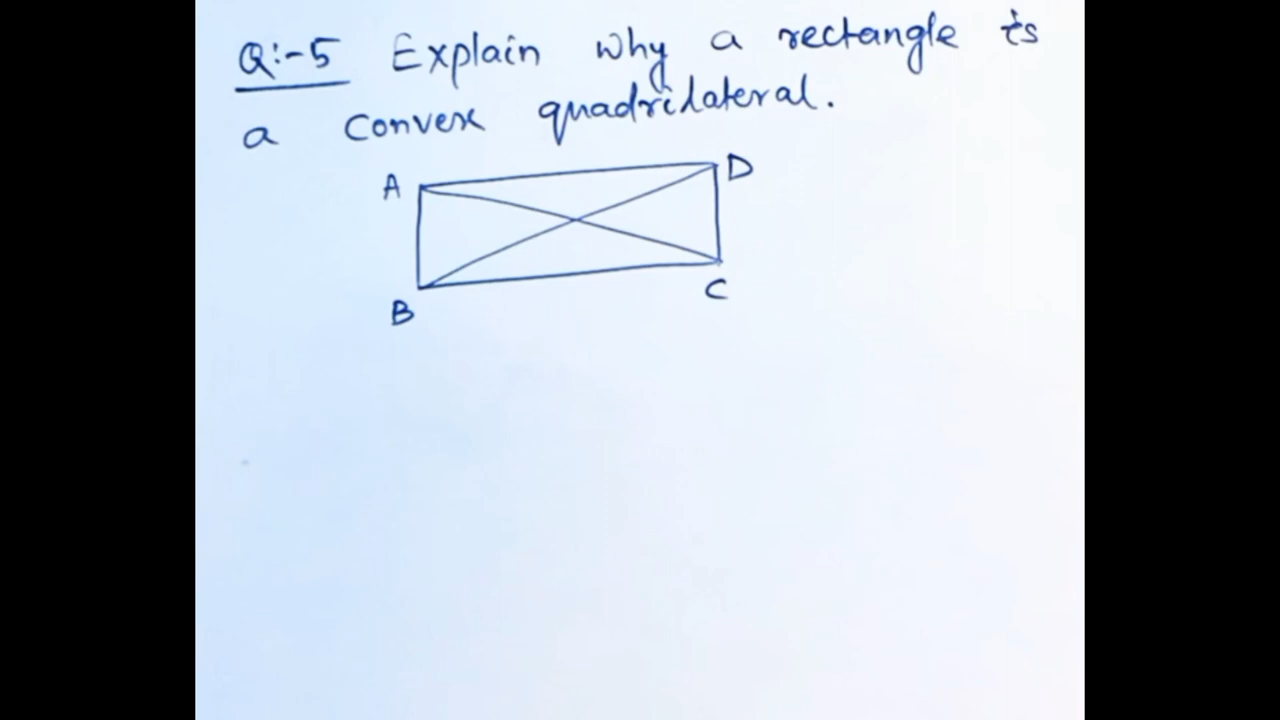 Q:-5 Explain why a rectangle is
a convex quadrilateral.
A
D
B
C